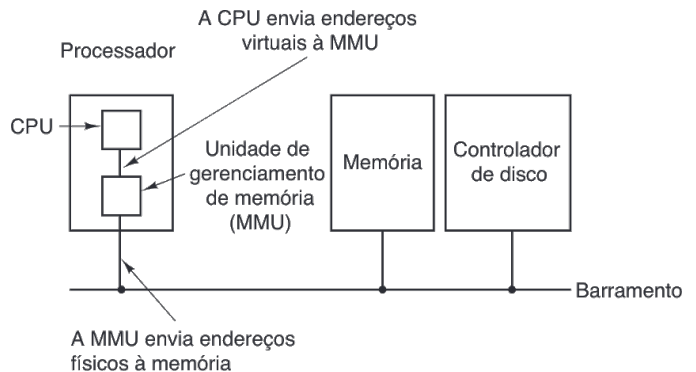 A CPU envia endereços
virtuais à MMU
Processador
CPU
Unidade de
gerenciamento
de memória
(MMU)
Memória
Controlador
de disco
Barramento
A MMU envia endereços
físicos à memória